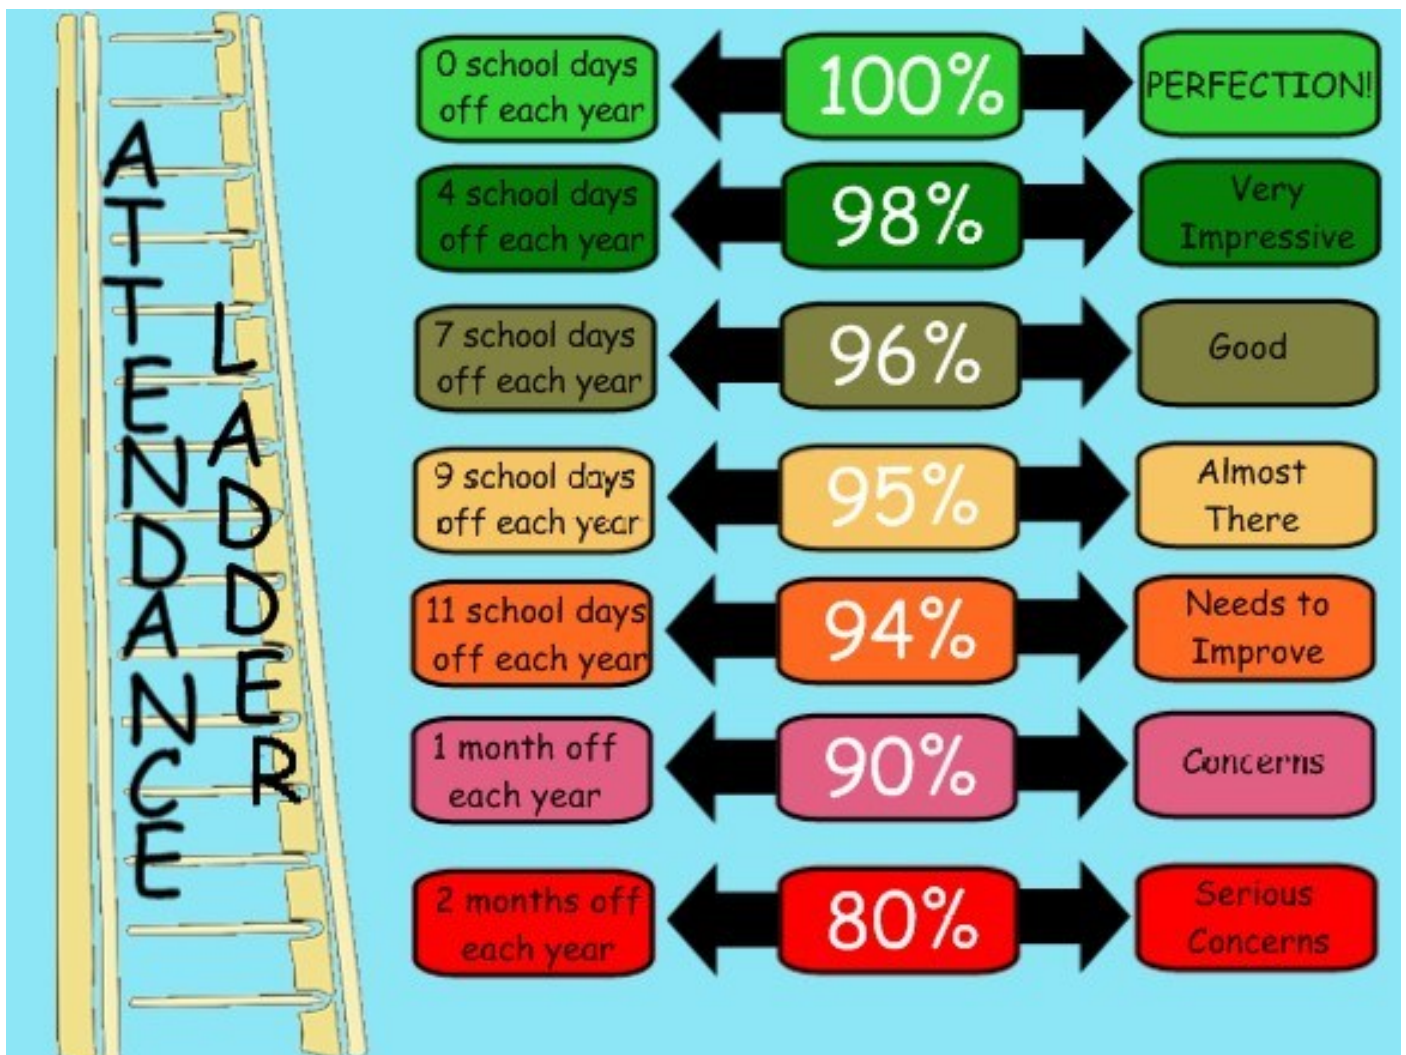 ATTENDANCE
LADDER
0 school days
off each year
100%
PERFECTION!
4 school days
off each year
98%
Very
Impressive
7 school days
off each year
96%
Good
9 school days
off each year
95%
Almost
There
11 school days
off each year
94%
Needs to
Improve
1 month off
each year
90%
Concerns
2 months off
each year
80%
Serious
Concerns